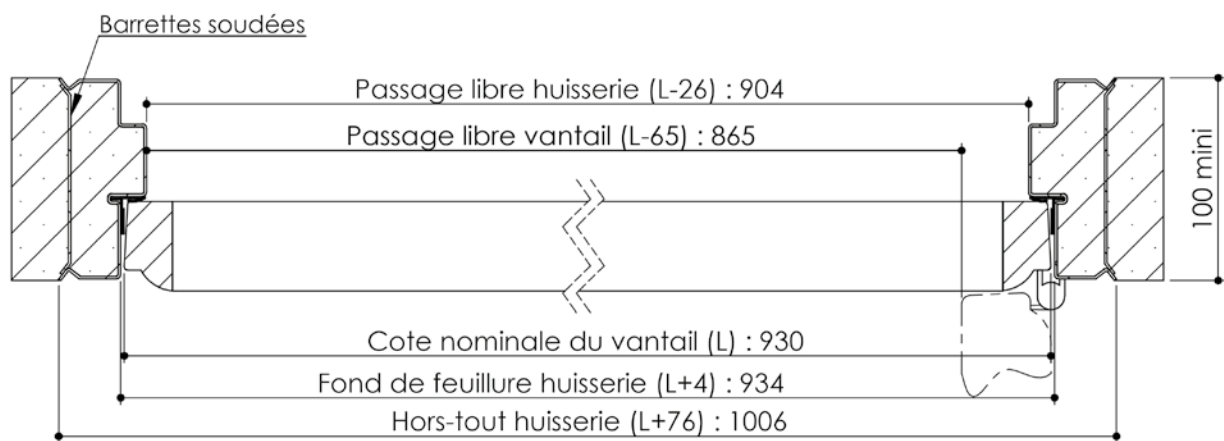 Barrettes soudées
Passage libre huisserie (L-26) : 904
Passage libre vantail (L-65) : 865
100 mini
Cote nominale du vantail (L) : 930
Fond de feuillure huisserie (L+4) : 934
Hors-tout huisserie (L+76) : 1006